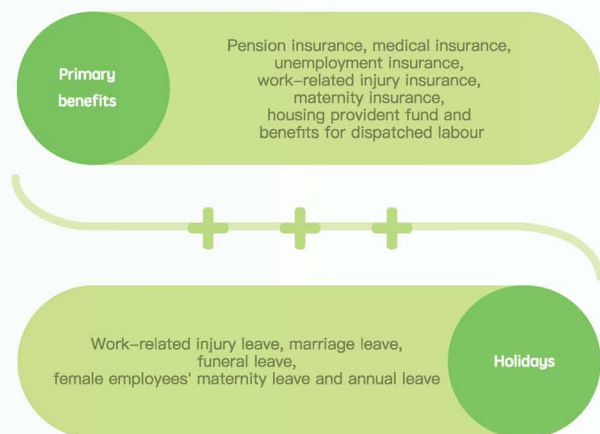 Primary
benefits
Pension insurance, medical insurance,
unemployment insurance,
work-related injury insurance,
maternity insurance,
housing provident fund and
benefits for dispatched labour
Work-related injury leave, marriage leave,
funeral leave,
female employees' maternity leave and annual leave
Holidays